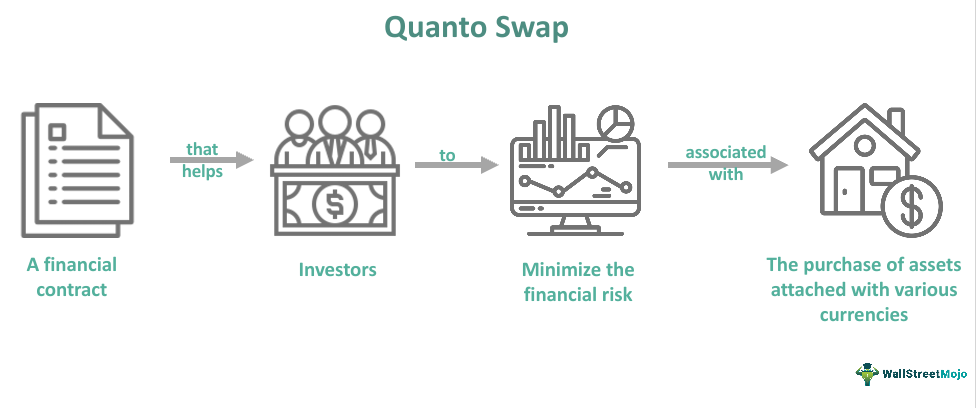 Quanto Swap
that
helps
to
associated
with
A financial
contract
Investors
Minimize the
financial risk
The purchase of assets
attached with various
currencies
$
$
WallStreetMojo